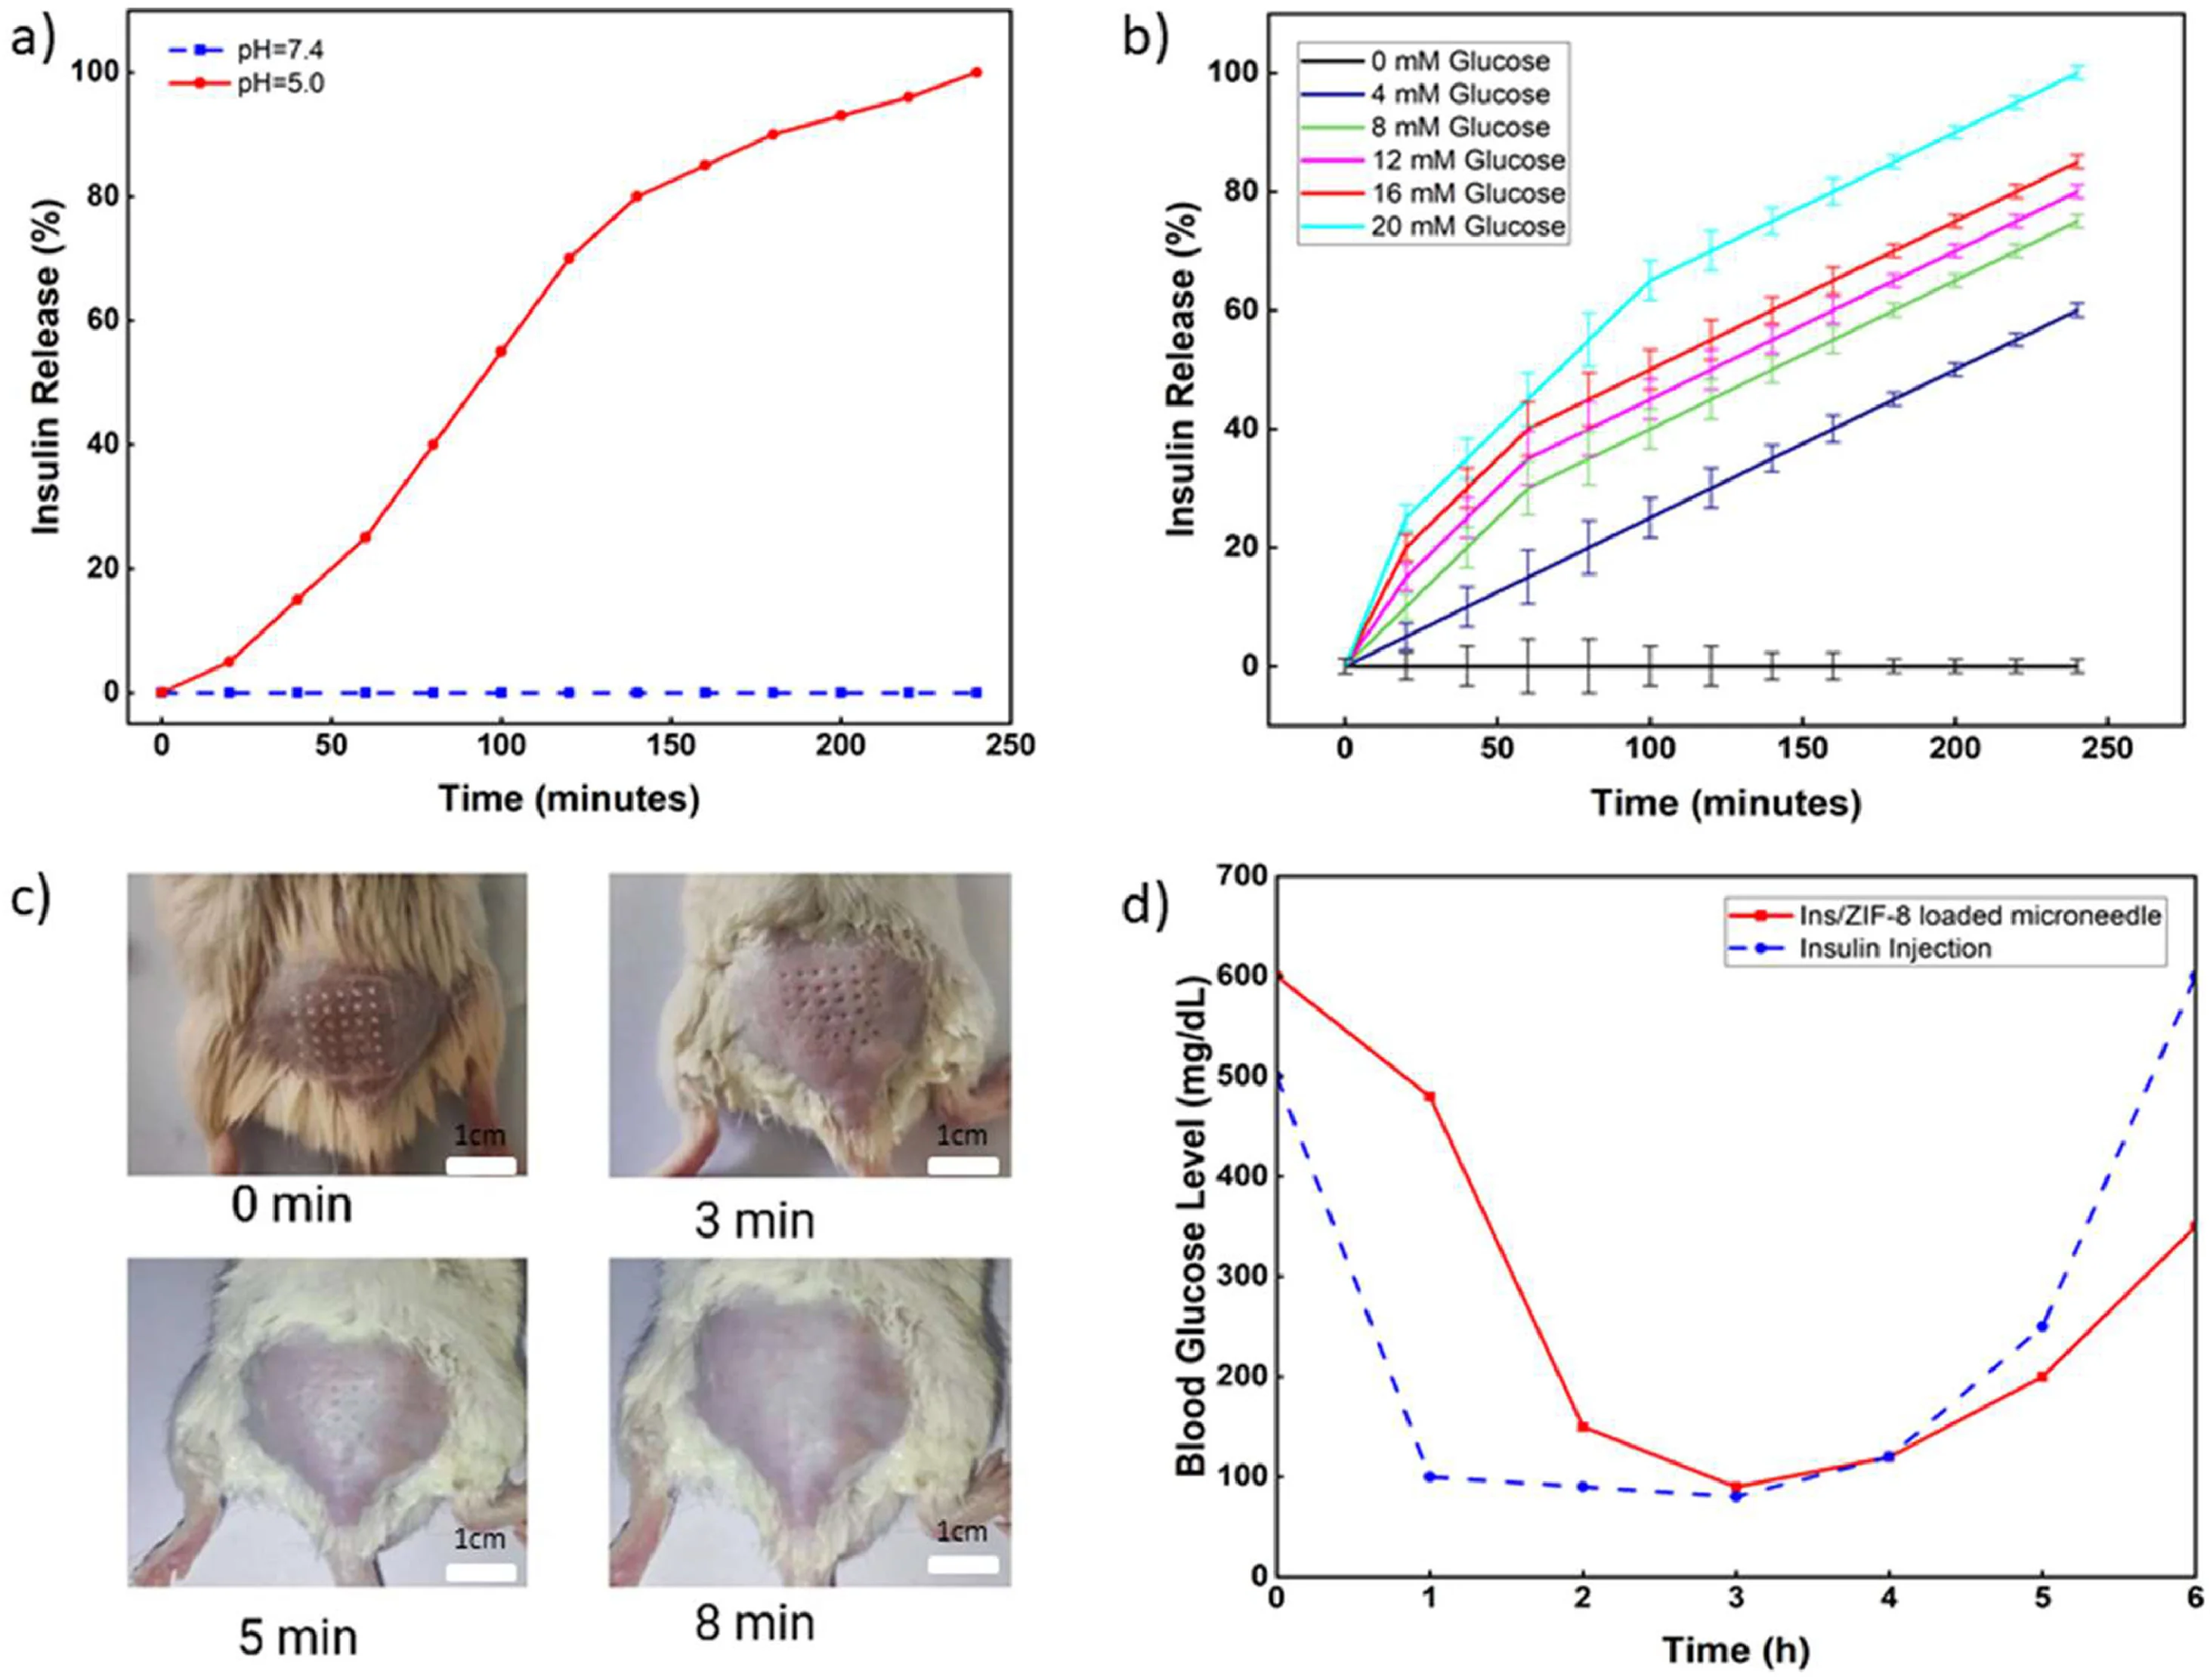 a)
pH=7.4
pH=5.0
100
80
60
40
20
0
Insulin Release (%)
0 50 100 150 200 250
Time (minutes)
b)
0 mM Glucose
4 mM Glucose
8 mM Glucose
12 mM Glucose
16 mM Glucose
20 mM Glucose
100
80
60
40
20
0
Insulin Release (%)
0 50 100 150 200 250
Time (minutes)
c)
1cm
0 min
1cm
3 min
1cm
5 min
1cm
8 min
d)
Ins/ZIF-8 loaded microneedle
Insulin Injection
700
600
500
400
300
200
100
0
Blood Glucose Level (mg/dL)
0 1 2 3 4 5 6
Time (h)